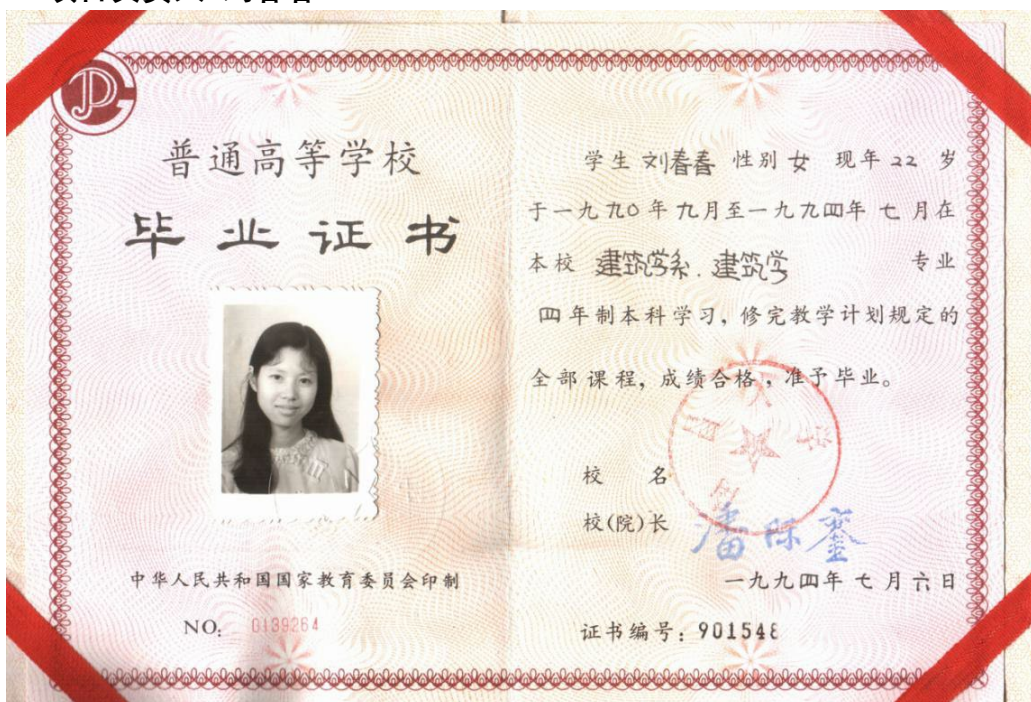 普通高等学校
毕业证书
中华人民共和国国家教育委员会印制
NO: 0139264
学生 刘春春 性别 女 现年 22 岁
于一九九〇年九月至一九九四年七月在
本校 建筑学系.建筑学 专业
四年制本科学习,修完教学计划规定的
全部课程,成绩合格,准予毕业。
校 名
校(院)长
一九九四年七月六日
证书编号: 901548